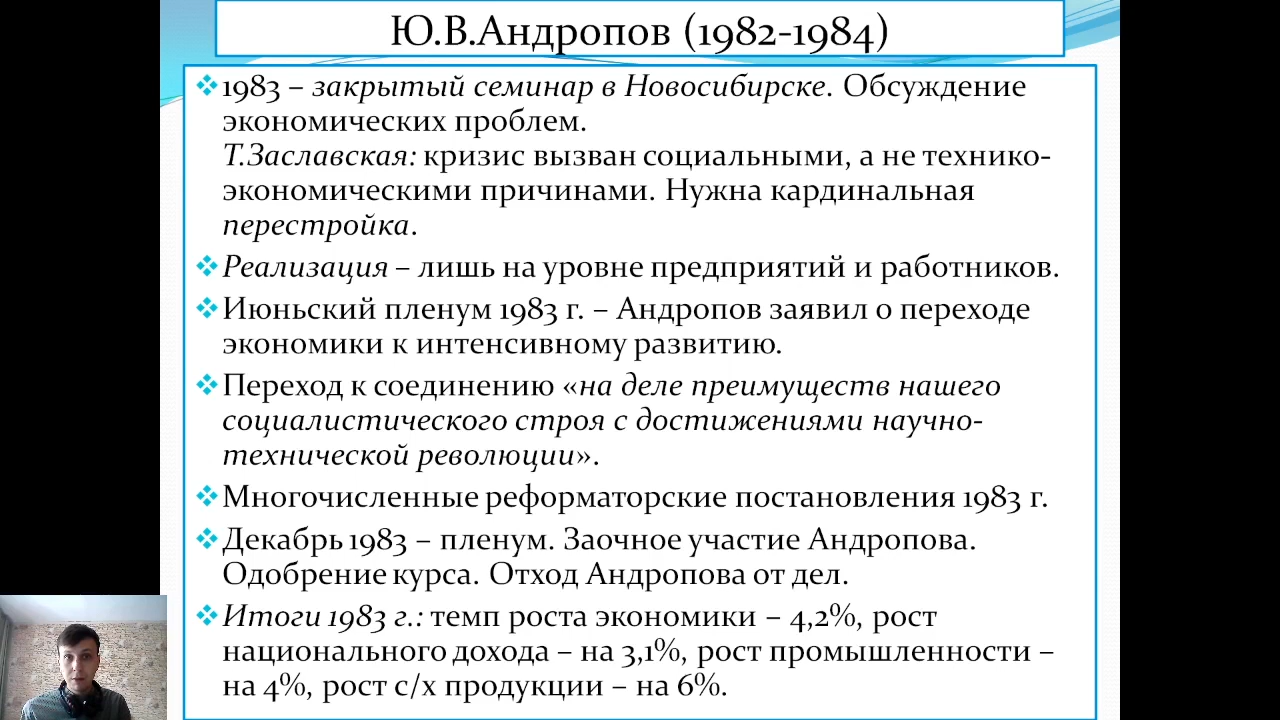 Ю.В.Андропов (1982-1984)
1983 – закрытый семинар в Новосибирске. Обсуждение
экономических проблем.
Т.Заславская: кризис вызван социальными, а не технико-
экономическими причинами. Нужна кардинальная
перестройка.
Реализация – лишь на уровне предприятий и работников.
Июньский пленум 1983 г. – Андропов заявил о переходе
экономики к интенсивному развитию.
Переход к соединению «на деле преимуществ нашего
социалистического строя с достижениями научно-
технической революции».
Многочисленные реформаторские постановления 1983 г.
Декабрь 1983 – пленум. Заочное участие Андропова.
Одобрение курса. Отход Андропова от дел.
Итоги 1983 г.: темп роста экономики – 4,2%, рост
национального дохода – на 3,1%, рост промышленности –
на 4%, рост с/х продукции – на 6%.